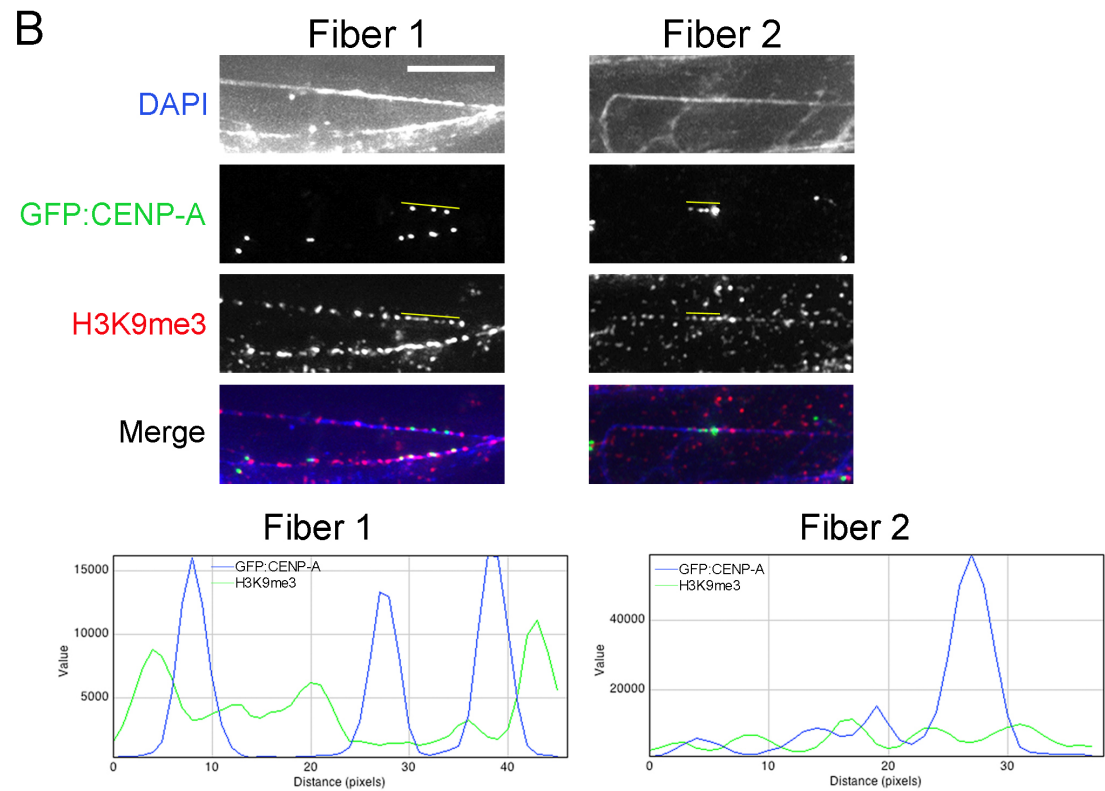 B
Fiber 1
Fiber 2
DAPI
GFP:CENP-A
H3K9me3
Merge
Fiber 1
GFP:CENP-A
H3K9me3
15000
10000
5000
0
Value
0 10 20 30 40
Distance (pixels)
Fiber 2
GFP:CENP-A
H3K9me3
40000
20000
0
Value
0 10 20 30
Distance (pixels)